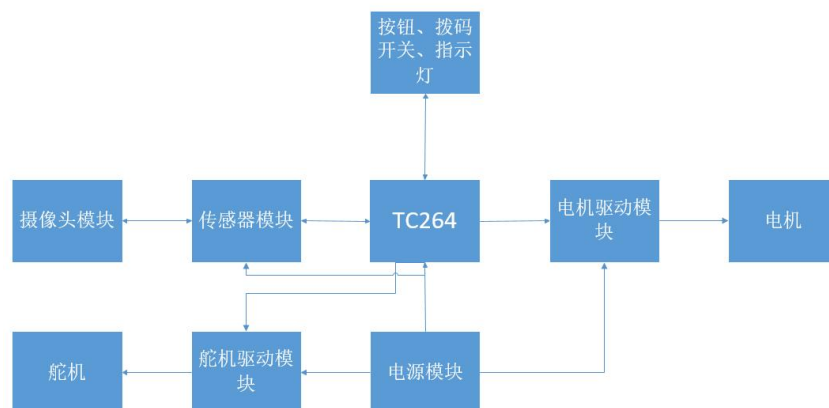 按钮、拨码
开关、指示
灯
摄像头模块
传感器模块
TC264
电机驱动模
块
电机
舵机
舵机驱动模
块
电源模块